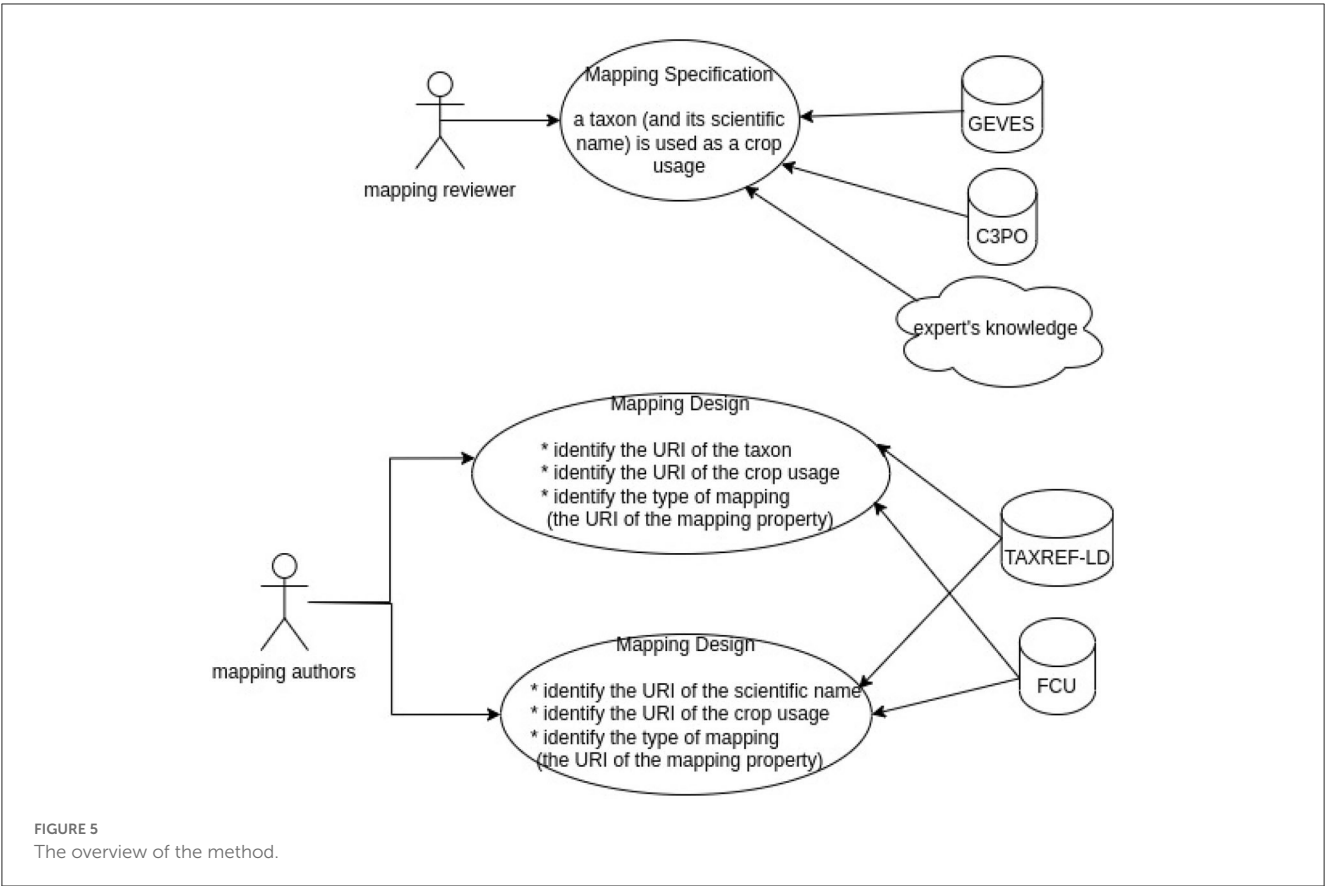 Mapping Specification
a taxon (and its scientific
name) is used as a crop
usage
mapping reviewer
GEVES
C3PO
expert's knowledge
Mapping Design
* identify the URI of the taxon
* identify the URI of the crop usage
* identify the type of mapping
(the URI of the mapping property)
TAXREF-LD
mapping authors
Mapping Design
* identify the URI of the scientific name
* identify the URI of the crop usage
* identify the type of mapping
(the URI of the mapping property)
FCU
FIGURE 5
The overview of the method.